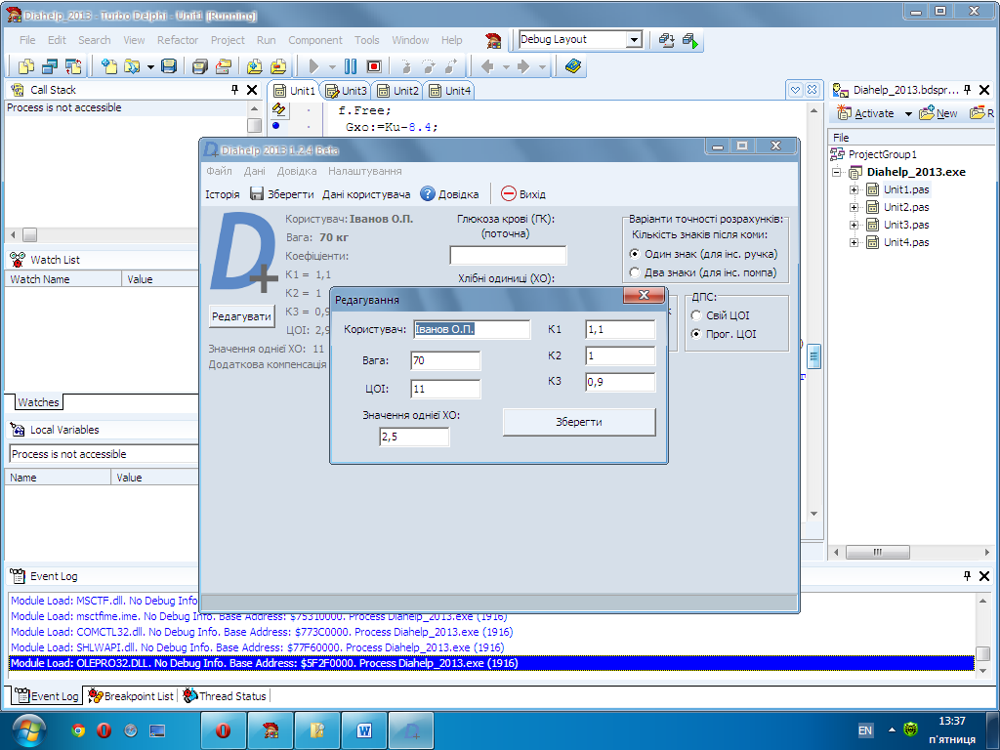 Diahelp_2013 - Turbo Delphi - Unit1 [Running]
File Edit Search View Refactor Project Run Component Tools Window Help
Debug Layout
Call Stack
Process is not accessible
Unit1 Unit3 Unit2 Unit4
f.Free;
Gxo:=Ku-8.4;
Diahelp_2013.bdspr...
Activate New R
File
ProjectGroup1
Diahelp_2013.exe
Unit1.pas
Unit2.pas
Unit3.pas
Unit4.pas
Watch List
Watch Name Value
Watches
Local Variables
Process is not accessible
Name Value
Diahelp 2013 1.2.4 Beta
Файл Дані Довідка Налаштування
Історія Зберегти Дані користувача Довідка Вихід
D+
Користувач: Іванов О.П.
Вага: 70 кг
Коефіціенти:
К1 = 1,1
К2 = 1
К3 = 0,9
ЦОІ: 2,
Редагувати
Значення однієї ХО: 11
Додаткова компенсація
Глюкоза крові (ГК):
(поточна)
Хлібні одиниці (ХО):
Варіанти точності розрахунків:
Кількість знаків після коми:
Один знак (для інс. ручка)
Два знаки (для інс. помпа)
ДПС:
Свій ЦОІ
Прог. ЦОІ
Редагування
Користувач: Іванов О.П.
Вага: 70
ЦОІ: 11
Значення однієї ХО:
2,5
К1 1,1
К2 1
К3 0,9
Зберегти
Event Log
Module Load: MSCTF.dll. No Debug Info
Module Load: msctfime.ime. No Debug Info. Base Address: $75310000. Process Diahelp_2013.exe (1916)
Module Load: COMCTL32.dll. No Debug Info. Base Address: $773C0000. Process Diahelp_2013.exe (1916)
Module Load: SHLWAPI.dll. No Debug Info. Base Address: $77F60000. Process Diahelp_2013.exe (1916)
Module Load: OLEPRO32.DLL. No Debug Info. Base Address: $5F2F0000. Process Diahelp_2013.exe (1916)
Event Log Breakpoint List Thread Status
EN
13:37
п'ятниця